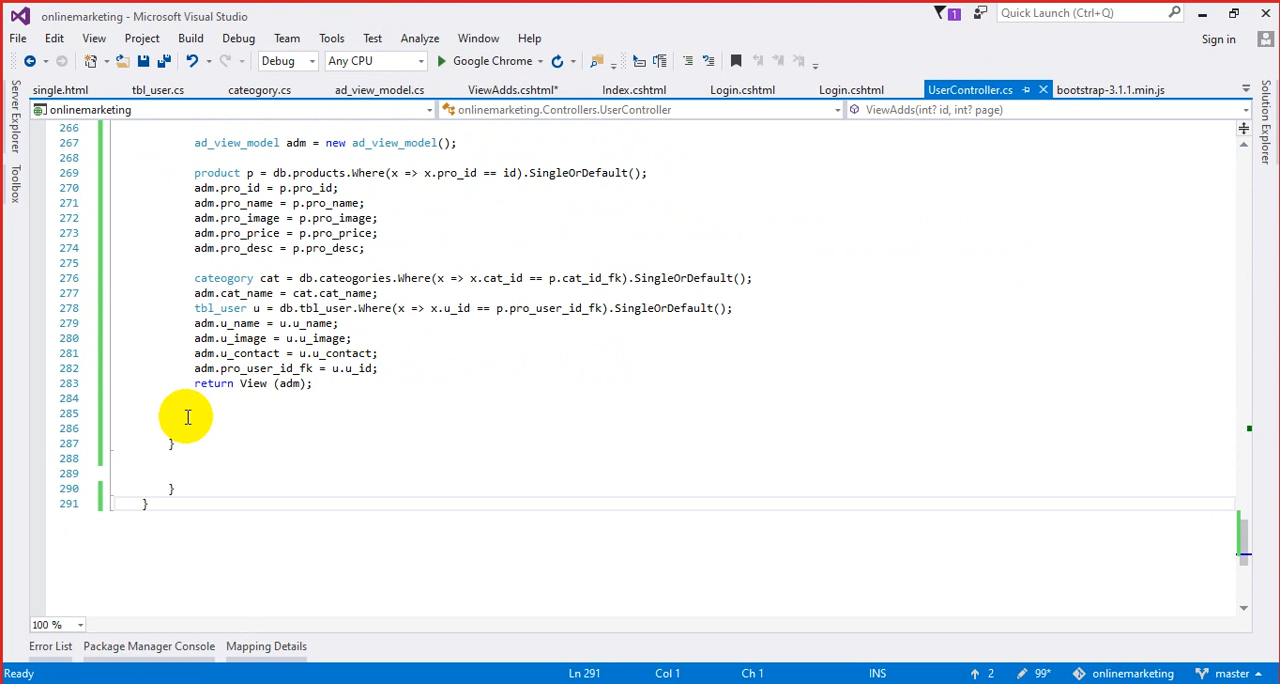 onlinemarketing - Microsoft Visual Studio
1
Quick Launch (Ctrl+Q)
File Edit View Project Build Debug Team Tools Test Analyze Window Help
Sign in
Debug Any CPU Google Chrome
single.html tbl_user.cs cateogory.cs ad_view_model.cs ViewAdds.cshtml* Index.cshtml Login.cshtml Login.cshtml UserController.cs bootstrap-3.1.1.min.js
onlinemarketing onlinemarketing.Controllers.UserController ViewAdds(int? id, int? page)
Server Explorer
Toolbox
Solution Explorer
266
267 ad_view_model adm = new ad_view_model();
268
269 product p = db.products.Where(x => x.pro_id == id).SingleOrDefault();
270 adm.pro_id = p.pro_id;
271 adm.pro_name = p.pro_name;
272 adm.pro_image = p.pro_image;
273 adm.pro_price = p.pro_price;
274 adm.pro_desc = p.pro_desc;
275
276 cateogory cat = db.cateogories.Where(x => x.cat_id == p.cat_id_fk).SingleOrDefault();
277 adm.cat_name = cat.cat_name;
278 tbl_user u = db.tbl_user.Where(x => x.u_id == p.pro_user_id_fk).SingleOrDefault();
279 adm.u_name = u.u_name;
280 adm.u_image = u.u_image;
281 adm.u_contact = u.u_contact;
282 adm.pro_user_id_fk = u.u_id;
283 return View (adm);
284
285
286
287 }
288
289
290 }
291 }
100 %
Error List Package Manager Console Mapping Details
Ready Ln 291 Col 1 Ch 1 INS 2 99* onlinemarketing master